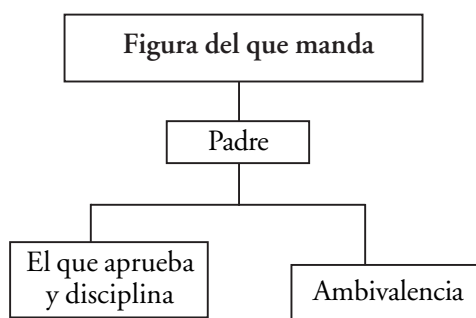 Figura del que manda
Padre
El que aprueba
y disciplina
Ambivalencia